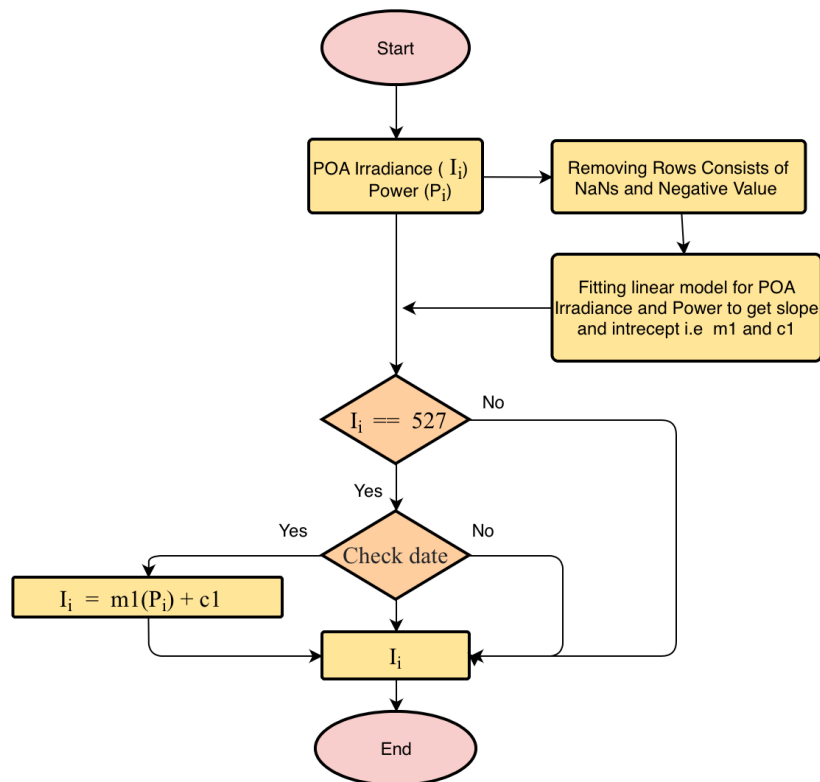 Start
POA Irradiance ( Iᵢ)
Power (Pᵢ)
Removing Rows Consists of
NaNs and Negative Value
Fitting linear model for POA
Irradiance and Power to get slope
and intrecept i.e m1 and c1
Iᵢ == 527
No
Yes
Yes
Check date
No
Iᵢ = m1(Pᵢ) + c1
Iᵢ
End